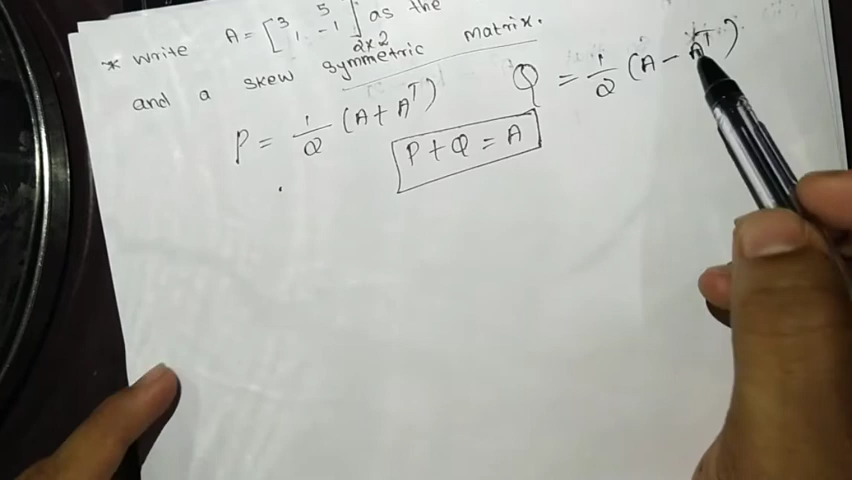 * write A = [3 5 1 -1] 2x2 as the
and a skew symmetric matrix.
P = 1/2 (A + A^T) Q = 1/2 (A - A^T)
P + Q = A